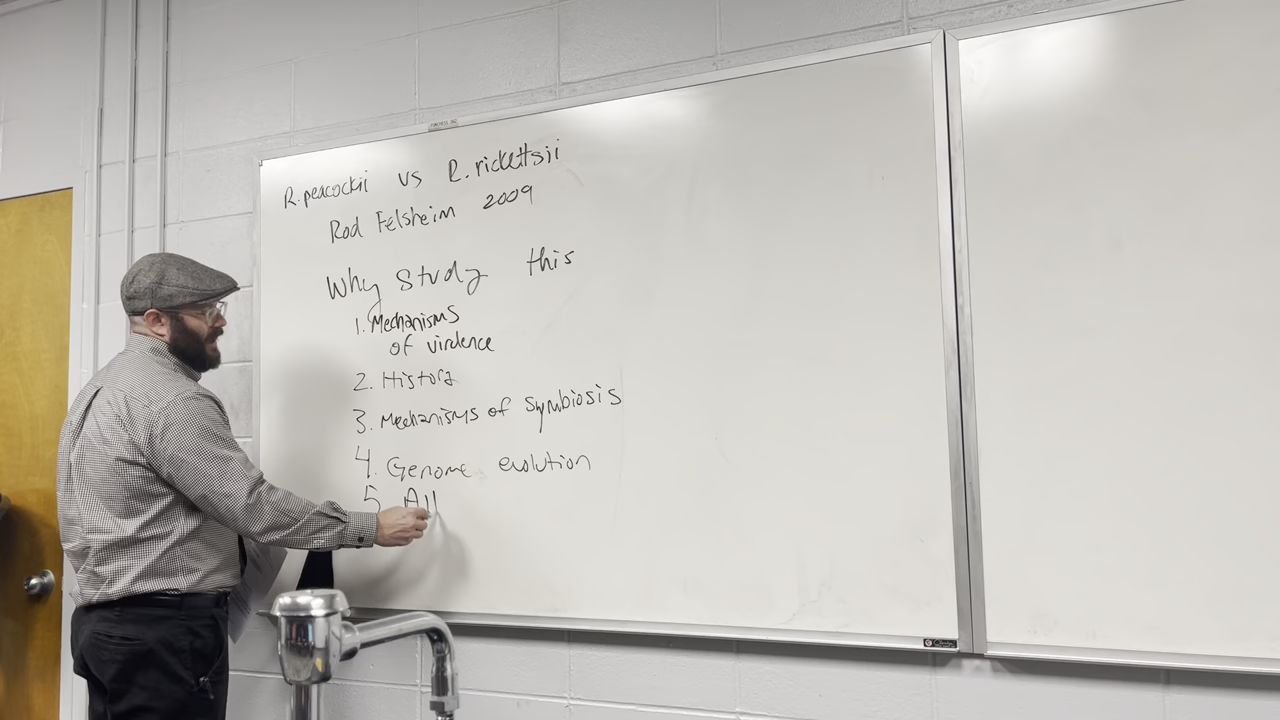 R. peacockii vs R. rickettsii
Rod Felsheim 2009
Why study this
1. Mechanisms
of virulence
2. History
3. Mechanisms of Symbiosis
4. Genome evolution
5 All